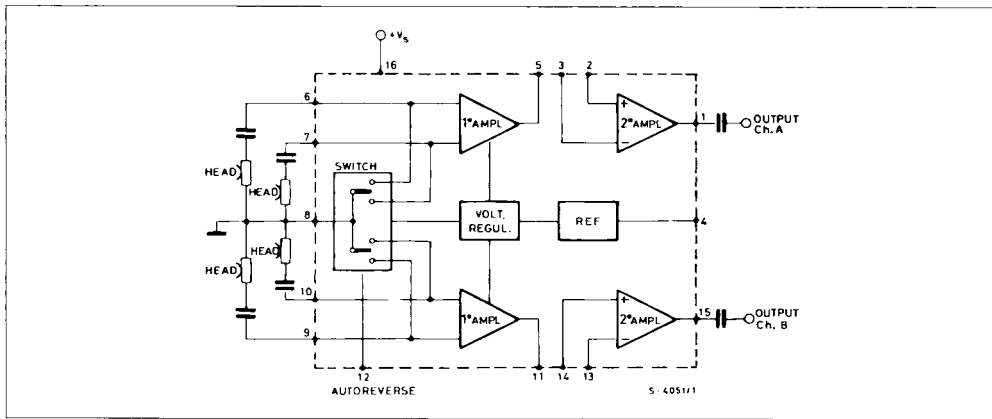 +Vs
16
5
3
2
6
1°AMPL
+
-
2°AMPL
1
OUTPUT
Ch. A
7
SWITCH
HEAD
HEAD
8
VOLT.
REGUL.
REF
4
HEAD
HEAD
10
1°AMPL
+
-
2°AMPL
15
OUTPUT
Ch. B
9
12
11
14
13
AUTOREVERSE
S-4051/1